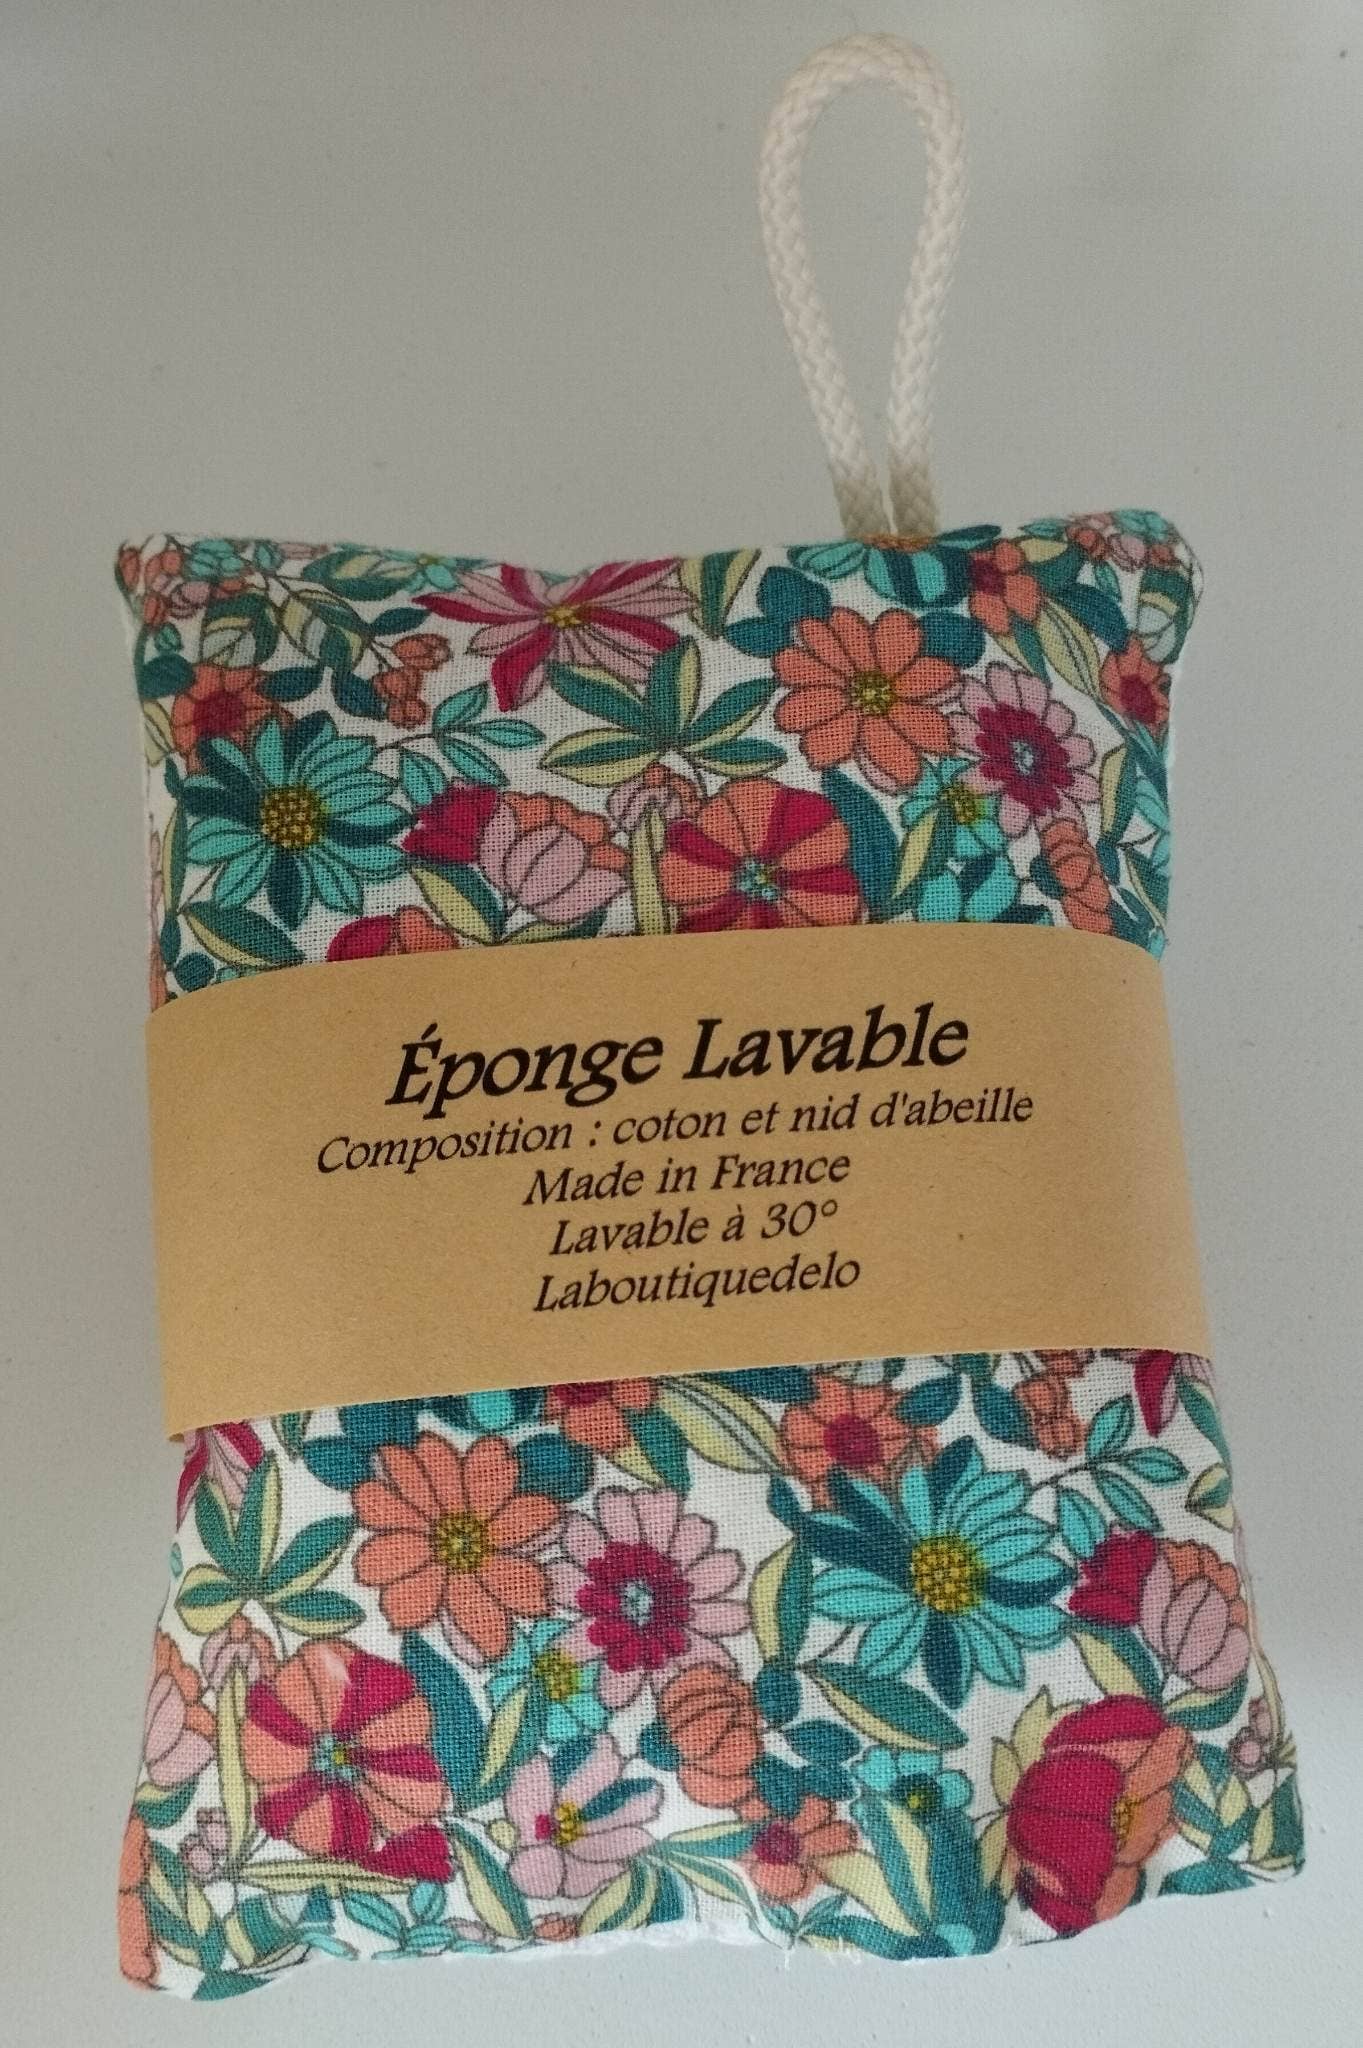 Éponge Lavable
Composition : coton et nid d'abeille
Made in France
Lavable à 30°
Laboutiquedelo